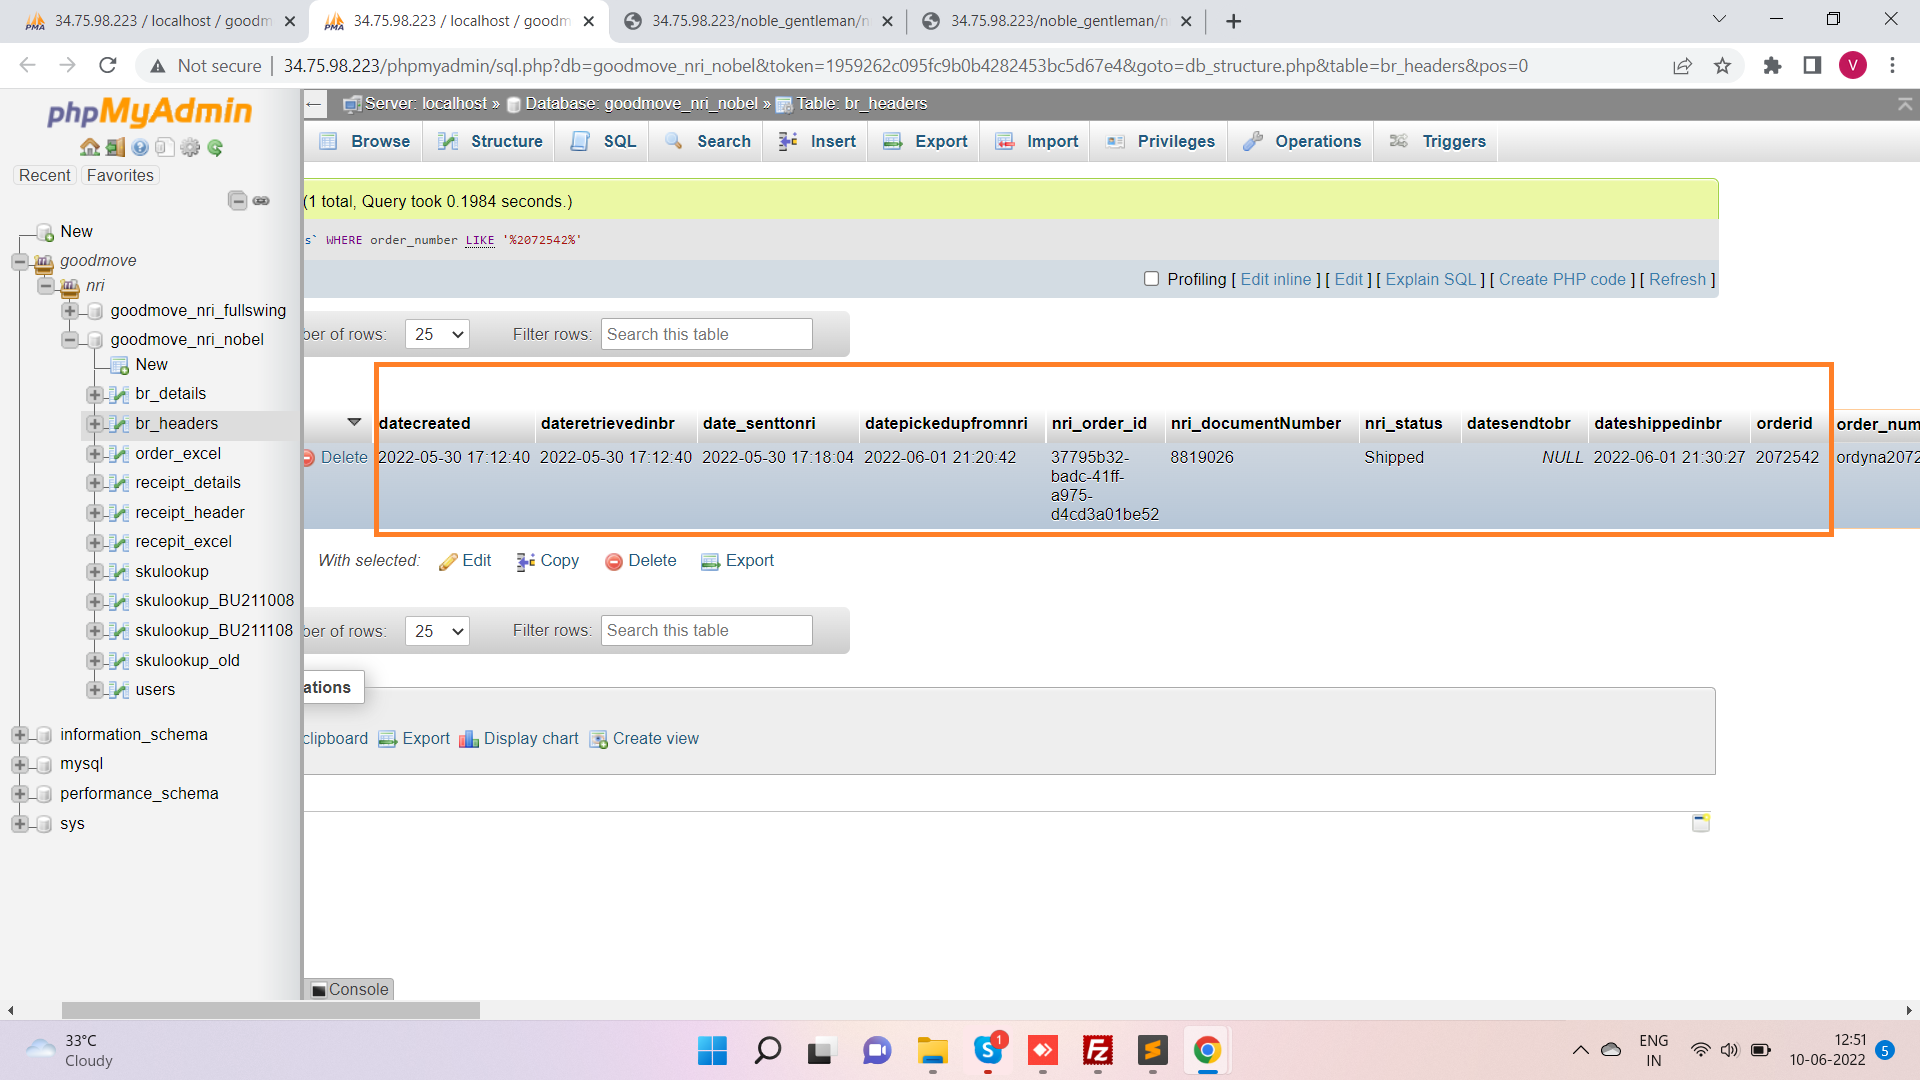 34.75.98.223 / localhost / goodm
34.75.98.223 / localhost / goodm
34.75.98.223/noble_gentleman/n
34.75.98.223/noble_gentleman/n
Not secure
34.75.98.223/phpmyadmin/sql.php?db=goodmove_nri_nobel&token=1959262c095fc9b0b4282453bc5d67e4&goto=db_structure.php&table=br_headers&pos=0
V
phpMyAdmin
Recent
Favorites
New
goodmove
nri
goodmove_nri_fullswing
goodmove_nri_nobel
New
br_details
br_headers
order_excel
receipt_details
receipt_header
recepit_excel
skulookup
skulookup_BU211008
skulookup_BU211108
skulookup_old
users
information_schema
mysql
performance_schema
sys
Server: localhost » Database: goodmove_nri_nobel » Table: br_headers
Browse
Structure
SQL
Search
Insert
Export
Import
Privileges
Operations
Triggers
(1 total, Query took 0.1984 seconds.)
s` WHERE order_number LIKE '%2072542%'
Profiling [ Edit inline ] [ Edit ] [ Explain SQL ] [ Create PHP code ] [ Refresh ]
ber of rows: 25 Filter rows: Search this table
datecreated dateretrievedinbr date_senttonri datepickedupfromnri nri_order_id nri_documentNumber nri_status datesendtobr dateshippedinbr orderid order_num
Delete 2022-05-30 17:12:40 2022-05-30 17:12:40 2022-05-30 17:18:04 2022-06-01 21:20:42 37795b32- 8819026 Shipped NULL 2022-06-01 21:30:27 2072542 ordyna2072
badc-41ff-
a975-
d4cd3a01be52
With selected: Edit Copy Delete Export
ber of rows: 25 Filter rows: Search this table
ations
clipboard Export Display chart Create view
Console
33°C
Cloudy
1
ENG
IN
12:51
10-06-2022
5